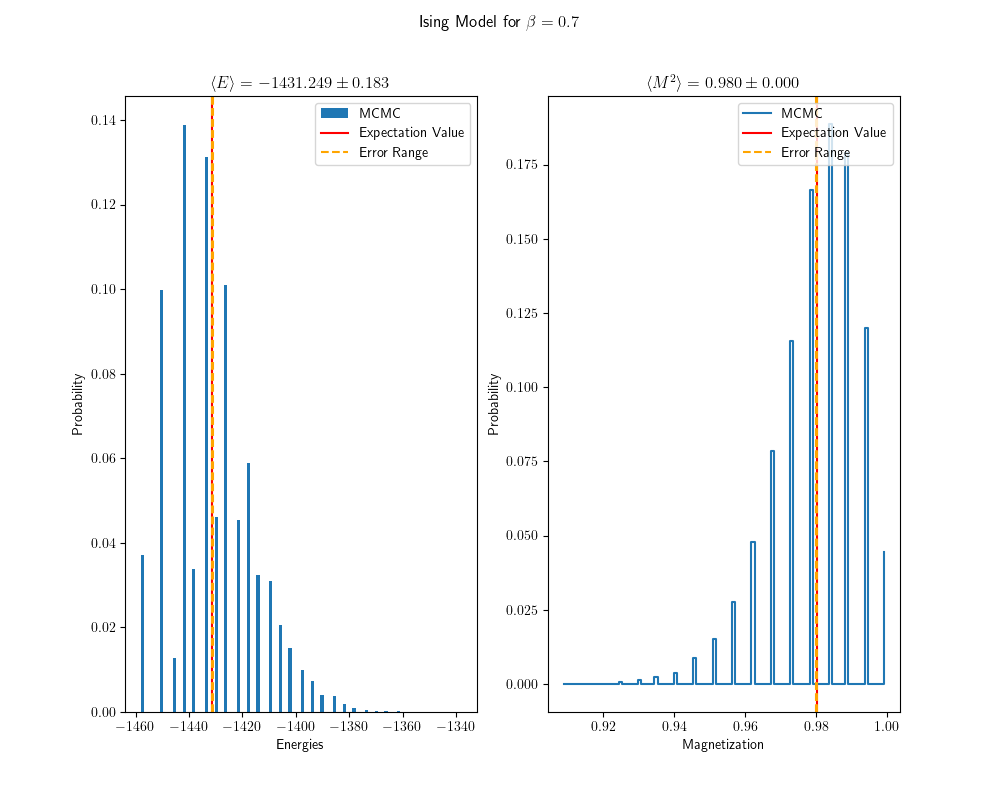 Ising Model for β = 0.7
⟨E⟩ = −1431.249 ± 0.183
MCMC
Expectation Value
Error Range
0.14
0.12
0.10
0.08
0.06
0.04
0.02
0.00
Probability
−1460 −1440 −1420 −1400 −1380 −1360 −1340
Energies
⟨M²⟩ = 0.980 ± 0.000
MCMC
Expectation Value
Error Range
0.175
0.150
0.125
0.100
0.075
0.050
0.025
0.000
Probability
0.92 0.94 0.96 0.98 1.00
Magnetization